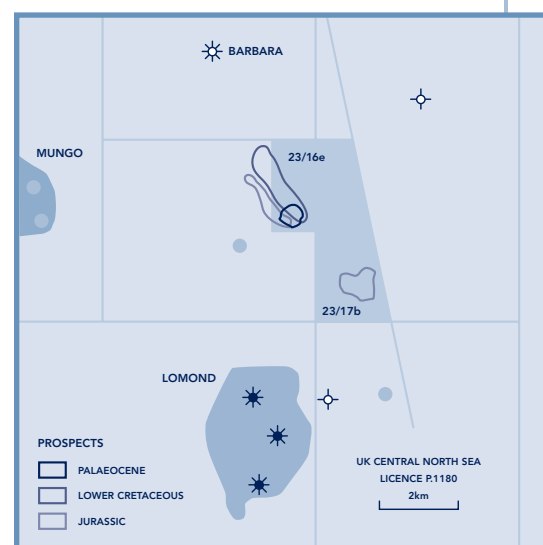 BARBARA
MUNGO
23/16e
23/17b
LOMOND
PROSPECTS
PALAEOCENE
LOWER CRETACEOUS
JURASSIC
UK CENTRAL NORTH SEA
LICENCE P.1180
2km